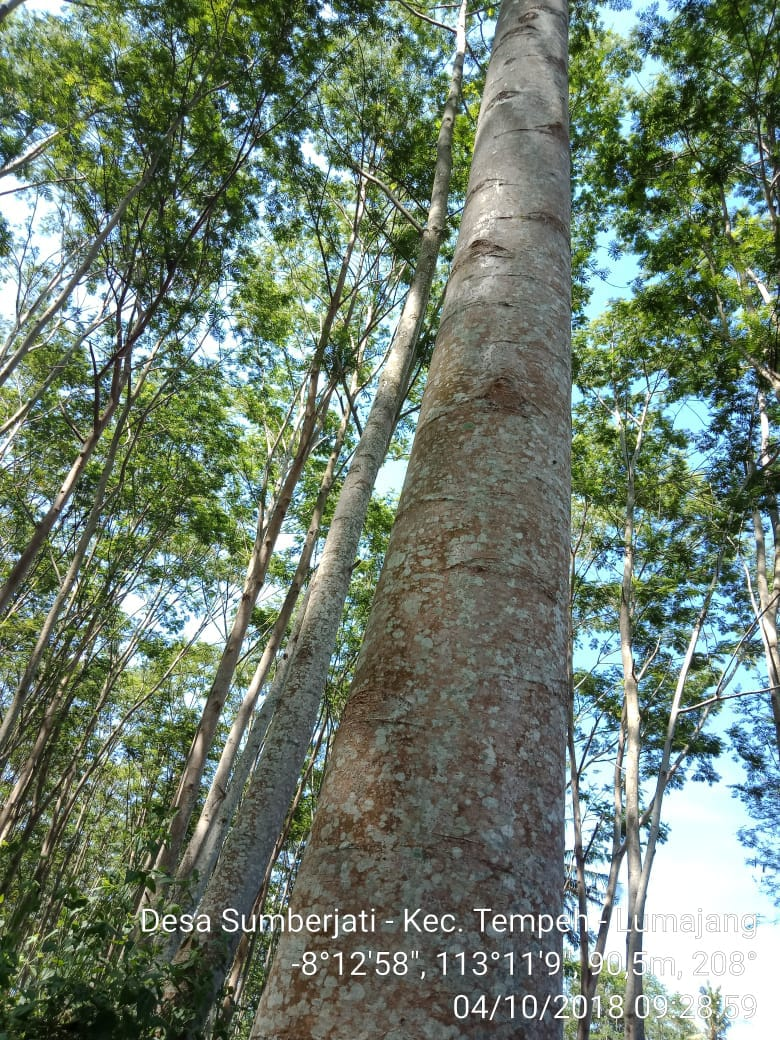 Desa Sumberjati - Kec. Tempeh - Lumajang
-8°12'58", 113°11'9", 90,5m, 208°
04/10/2018 09:28:59